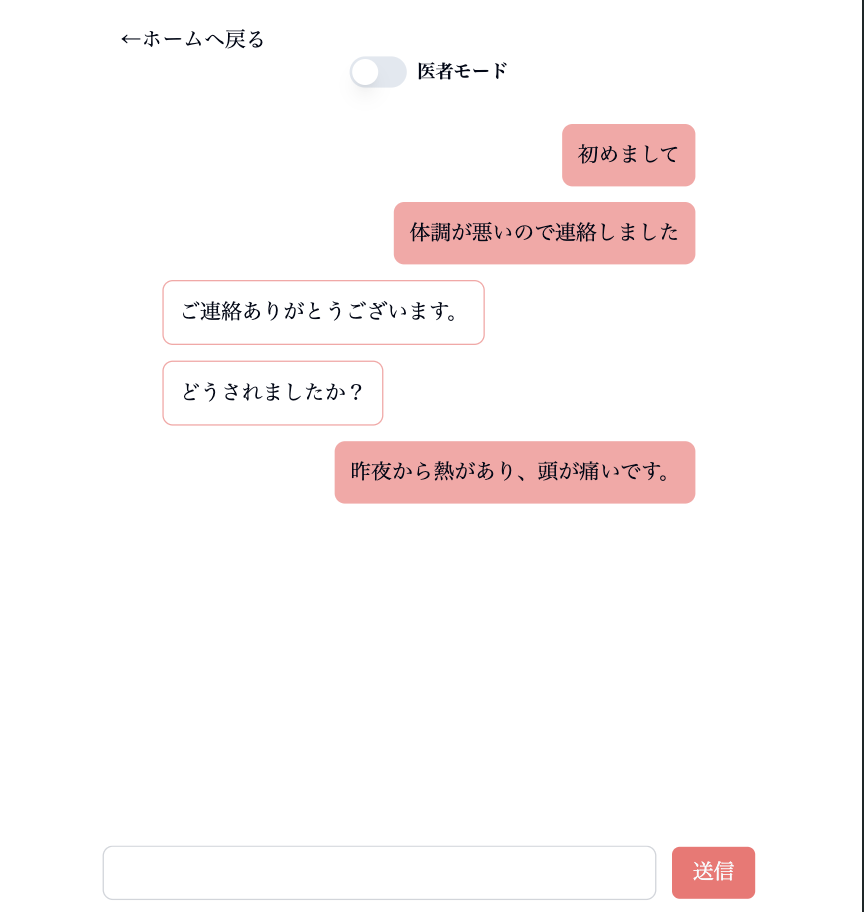 ←ホームへ戻る
医者モード
初めまして
体調が悪いので連絡しました
ご連絡ありがとうございます。
どうされましたか？
昨夜から熱があり、頭が痛いです。
送信